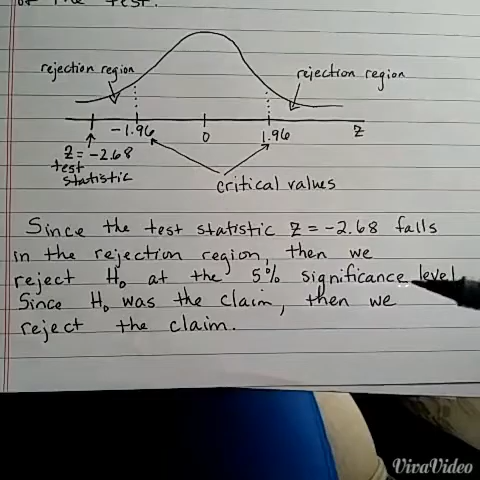 of the test.
rejection region
rejection region
-1.96
0
1.96
Z
Z = -2.68
test
statistic
critical values
Since the test statistic Z = -2.68 falls
in the rejection region, then we
reject H₀ at the 5% significance level
Since H₀ was the claim, then we
reject the claim.
VivaVideo